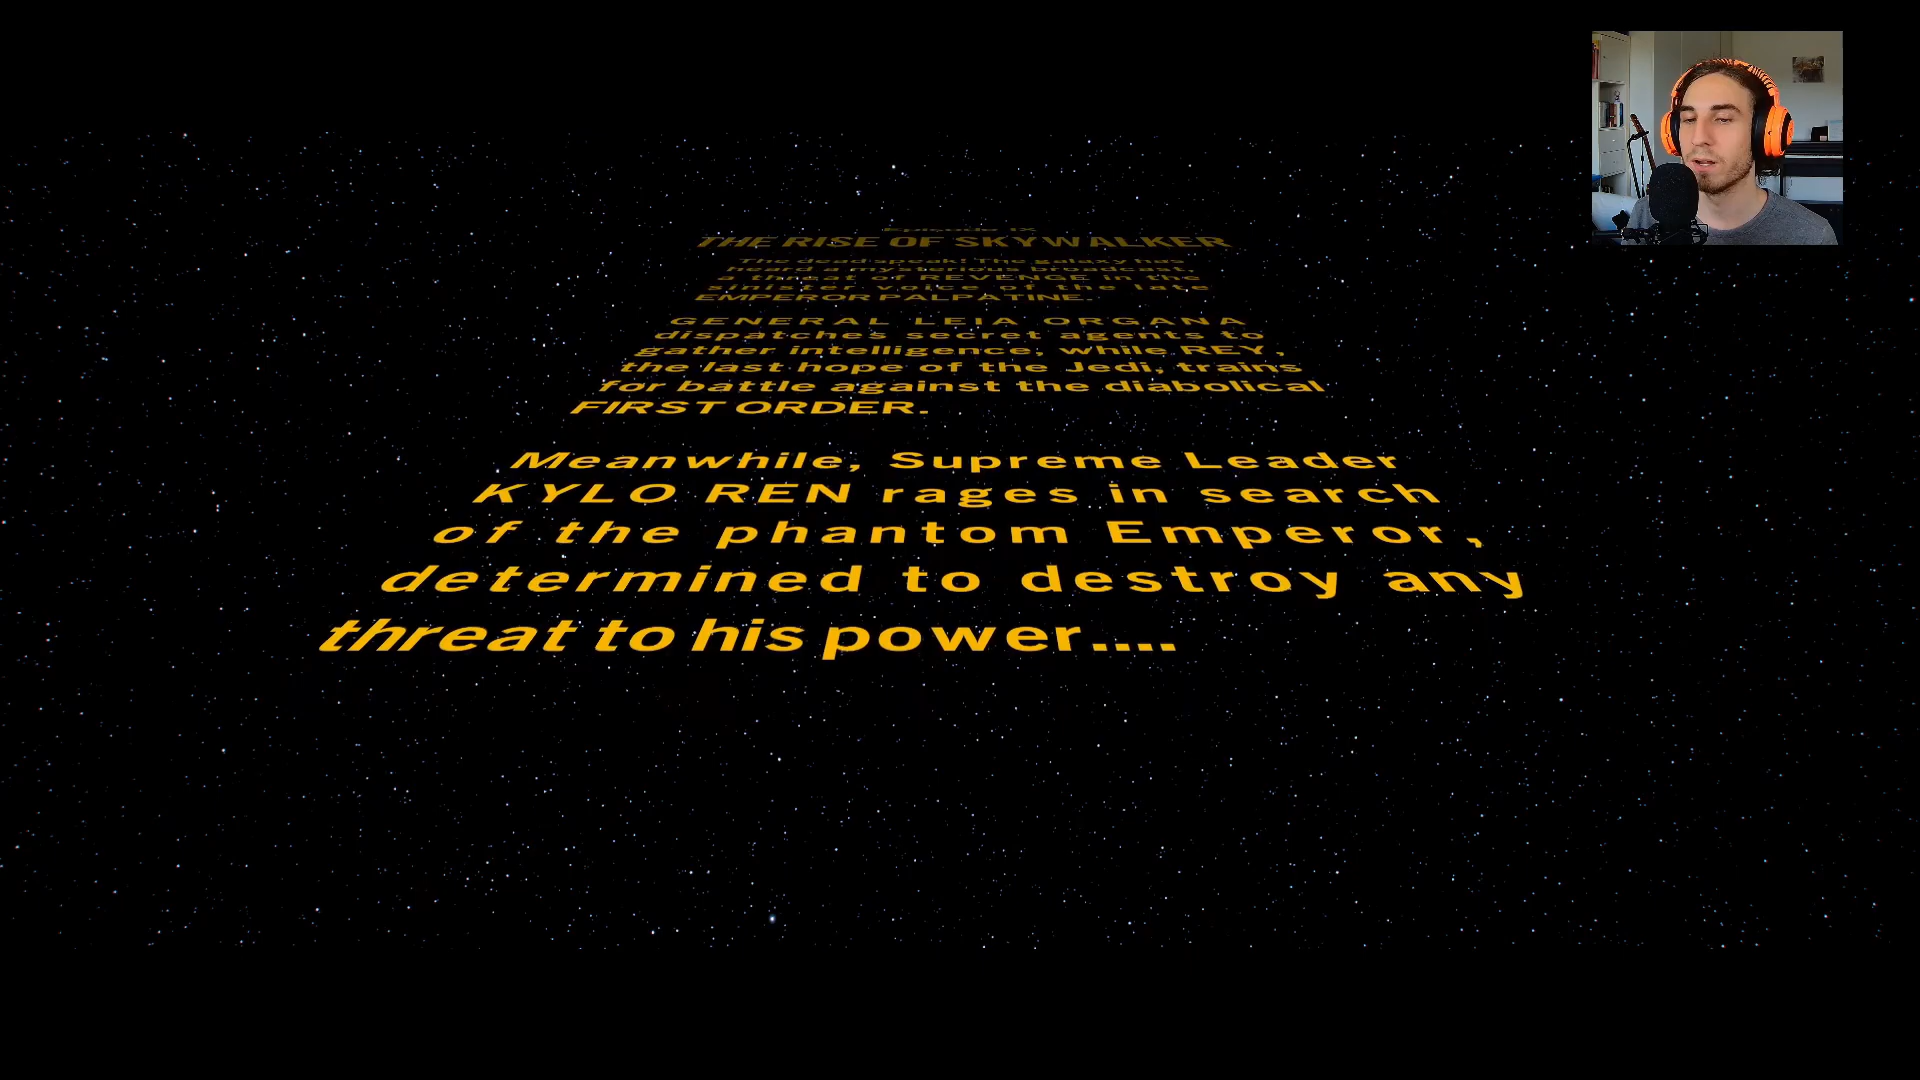 Episode IX
THE RISE OF SKYWALKER
The dead speak! The galaxy has
heard a mysterious broadcast,
a threat of REVENGE in the
sinister voice of the late
EMPEROR PALPATINE.
GENERAL LEIA ORGANA
dispatches secret agents to
gather intelligence, while REY,
the last hope of the Jedi, trains
for battle against the diabolical
FIRST ORDER.
Meanwhile, Supreme Leader
KYLO REN rages in search
of the phantom Emperor,
determined to destroy any
threat to his power....